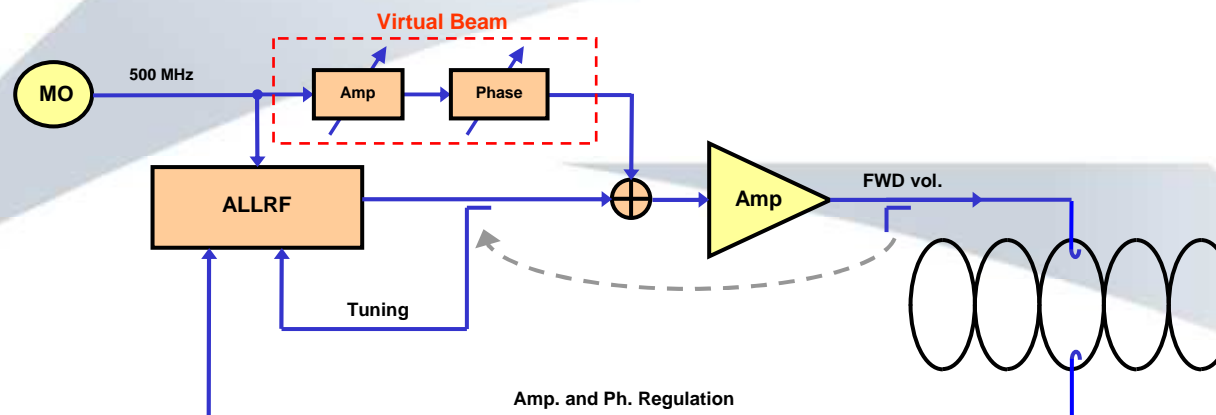 Virtual Beam
500 MHz
MO
Amp
Phase
ALLRF
Amp
FWD vol.
Tuning
Amp. and Ph. Regulation